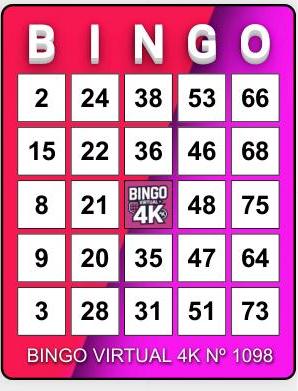 B I N G O
2 24 38 53 66
15 22 36 46 68
8 21 BINGO VIRTUAL 4K 48 75
9 20 35 47 64
3 28 31 51 73
BINGO VIRTUAL 4K Nº 1098